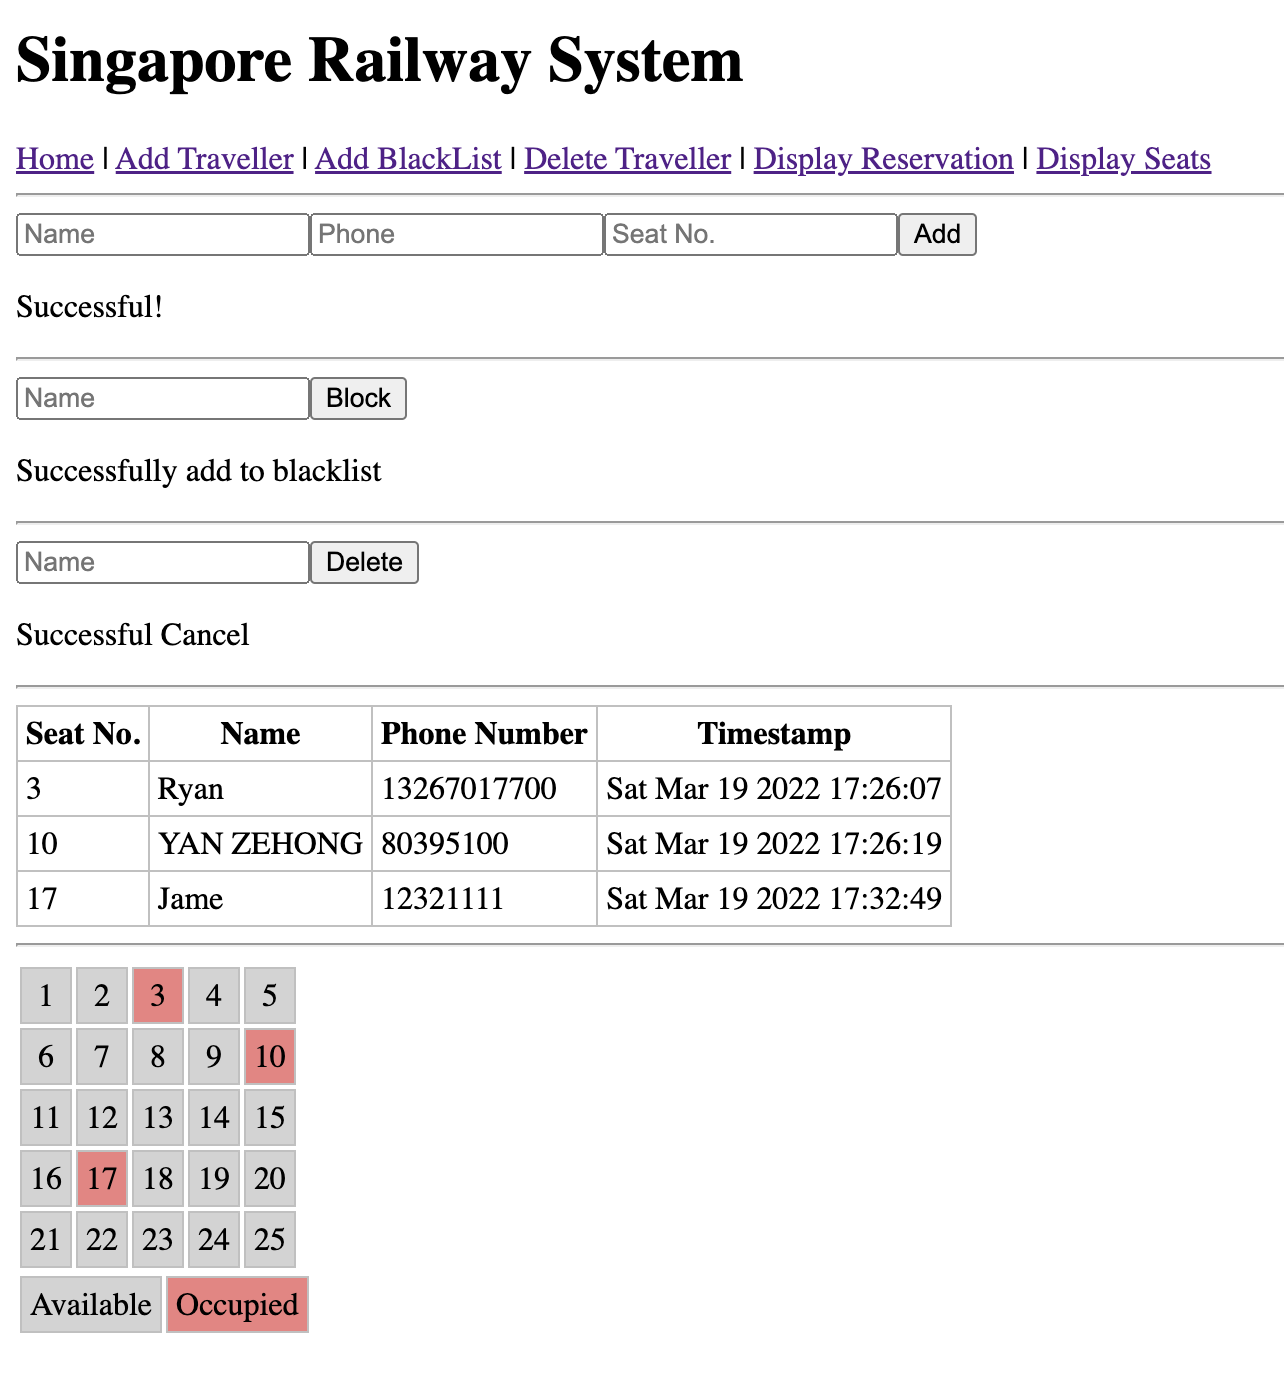 Singapore Railway System
Home | Add Traveller | Add BlackList | Delete Traveller | Display Reservation | Display Seats
Name Phone Seat No. Add
Successful!
Name Block
Successfully add to blacklist
Name Delete
Successful Cancel
Seat No. Name Phone Number Timestamp
3 Ryan 13267017700 Sat Mar 19 2022 17:26:07
10 YAN ZEHONG 80395100 Sat Mar 19 2022 17:26:19
17 Jame 12321111 Sat Mar 19 2022 17:32:49
1 2 3 4 5
6 7 8 9 10
11 12 13 14 15
16 17 18 19 20
21 22 23 24 25
Available Occupied